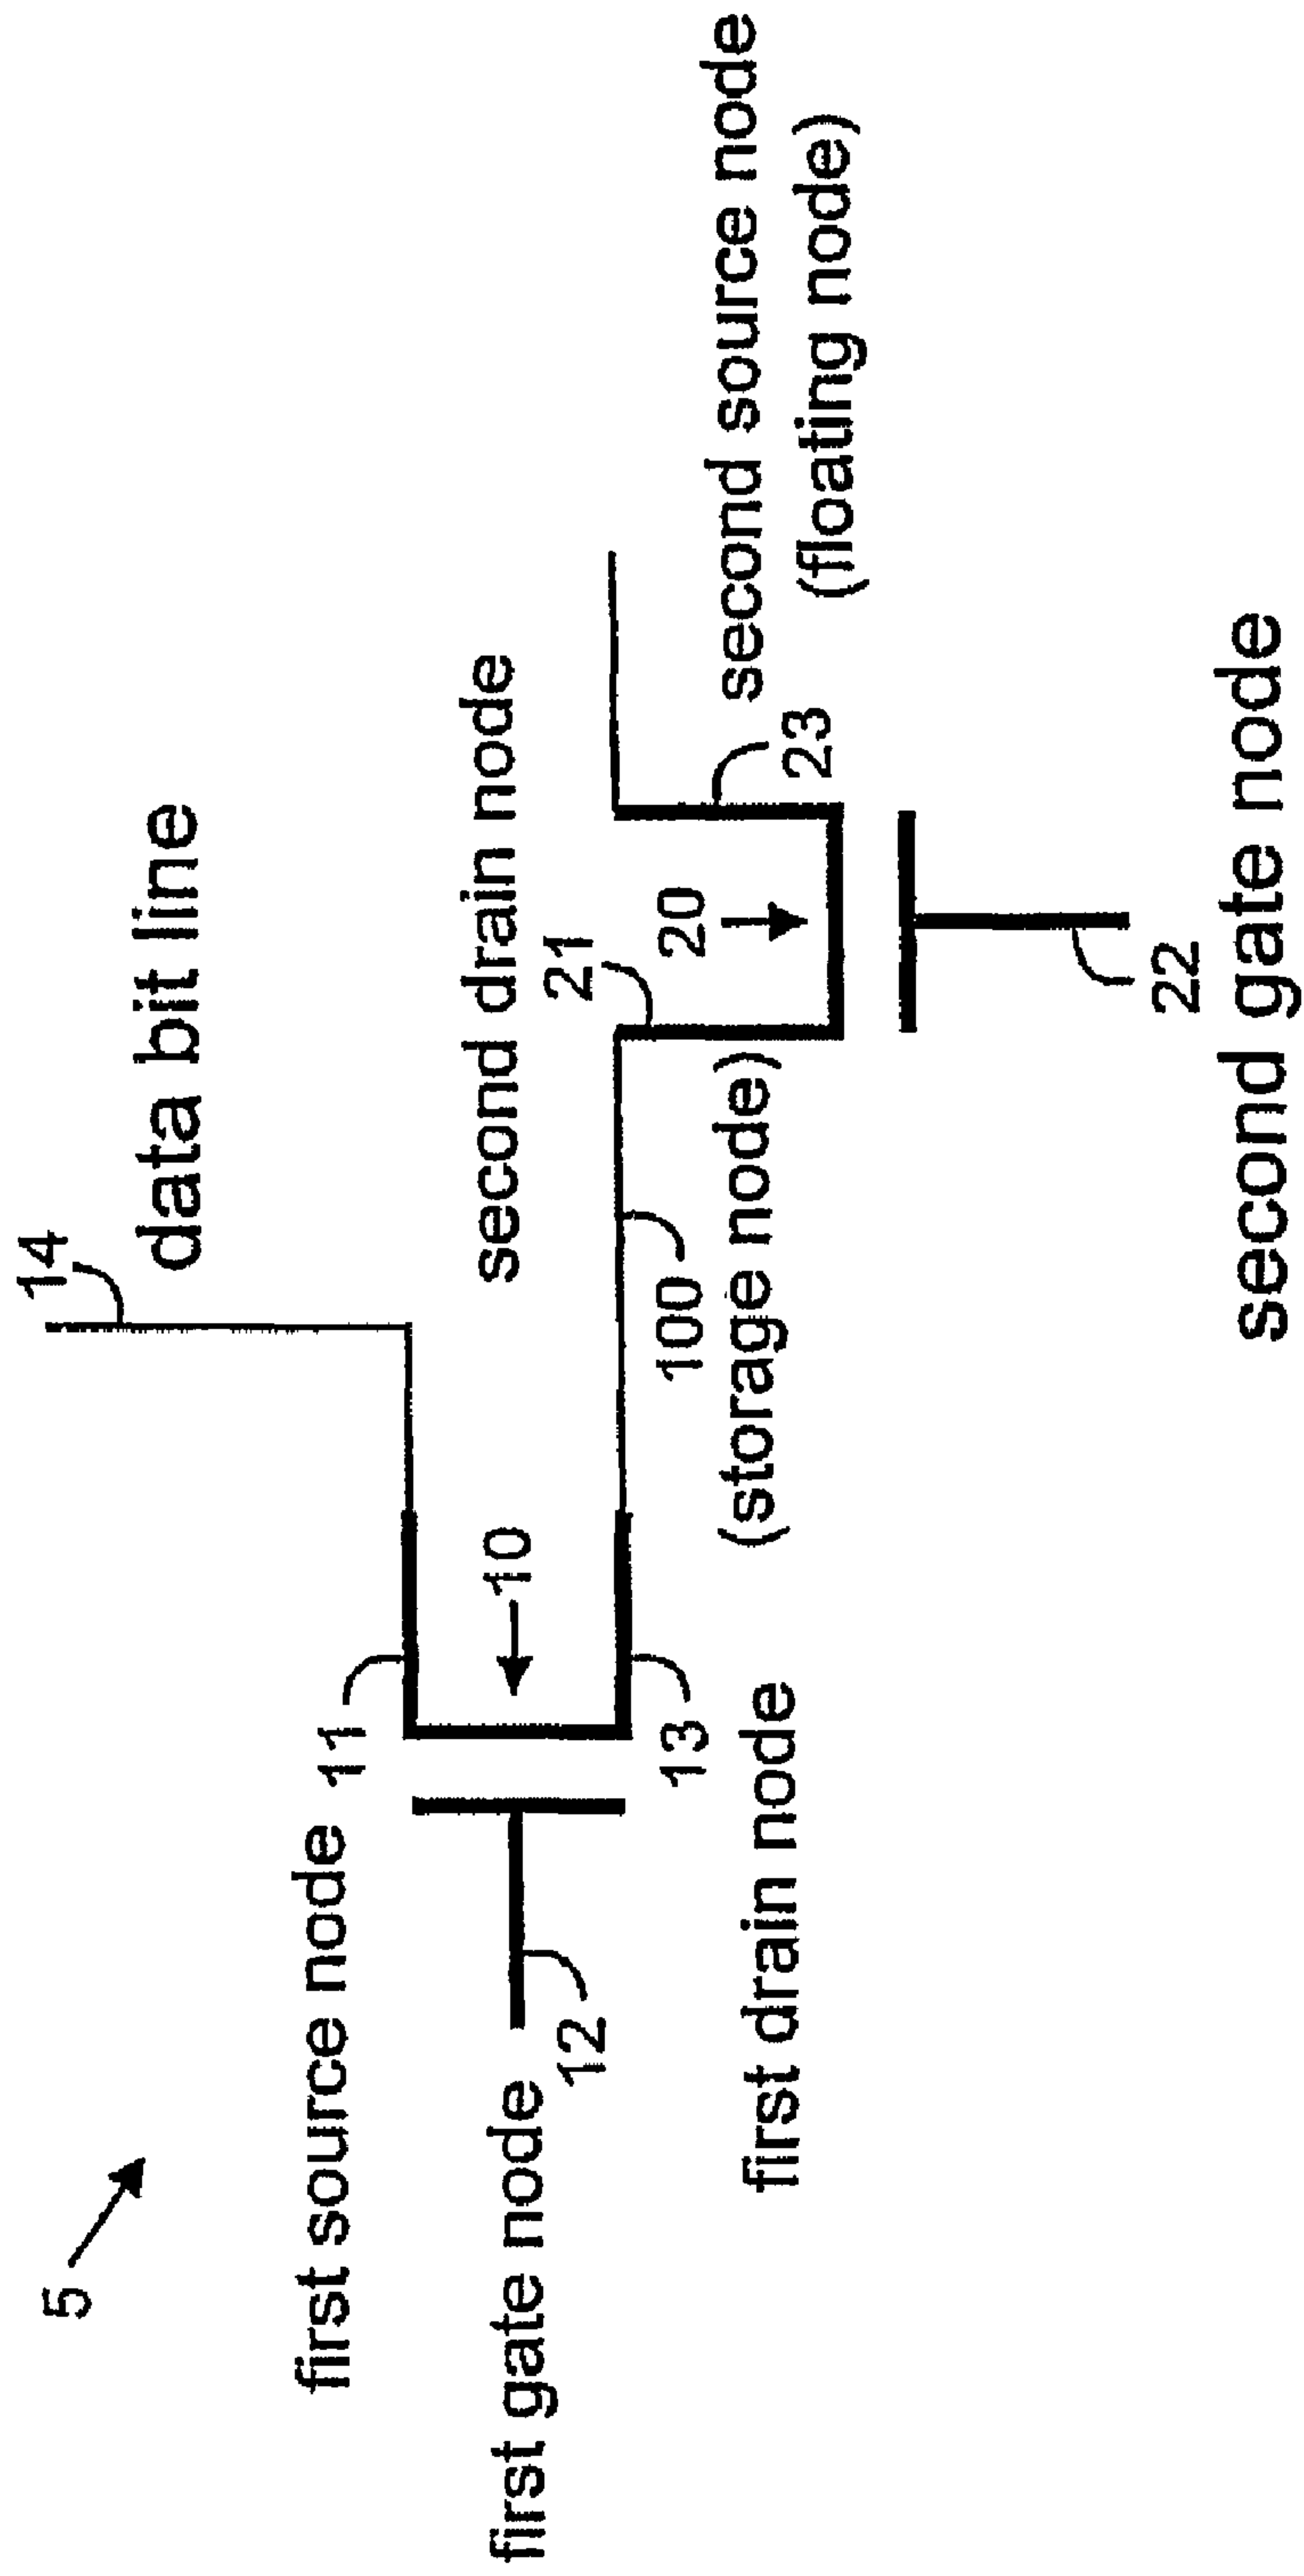 5
14
data bit line
first source node
11
10
second drain node
21
first gate node
12
20
13
100
first drain node
(storage node)
23
second source node
(floating node)
22
second gate node